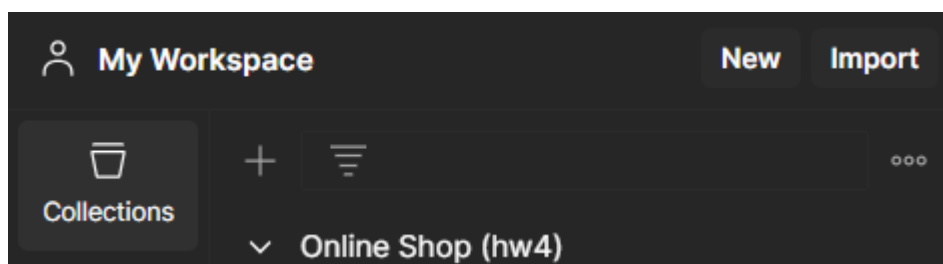 My Workspace
New
Import
Collections
Online Shop (hw4)